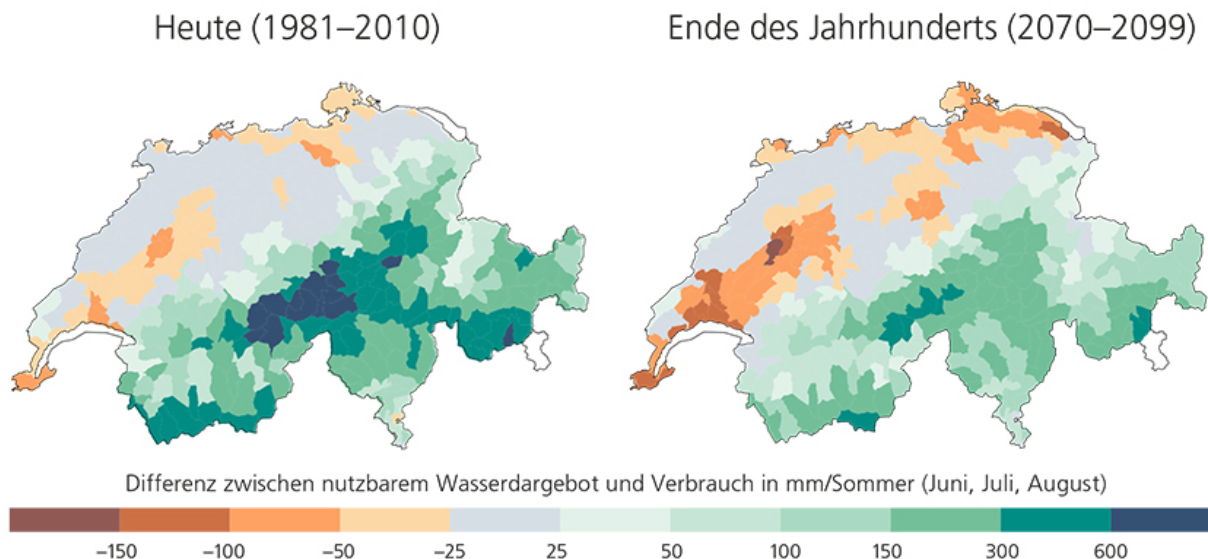 Heute (1981–2010)
Ende des Jahrhunderts (2070–2099)
Differenz zwischen nutzbarem Wasserdargebot und Verbrauch in mm/Sommer (Juni, Juli, August)
–150 –100 –50 –25 25 50 100 150 300 600